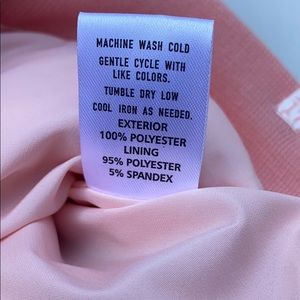 MACHINE WASH COLD
GENTLE CYCLE WITH
LIKE COLORS.
TUMBLE DRY LOW
COOL IRON AS NEEDED.
EXTERIOR
100% POLYESTER
LINING
95% POLYESTER
5% SPANDEX